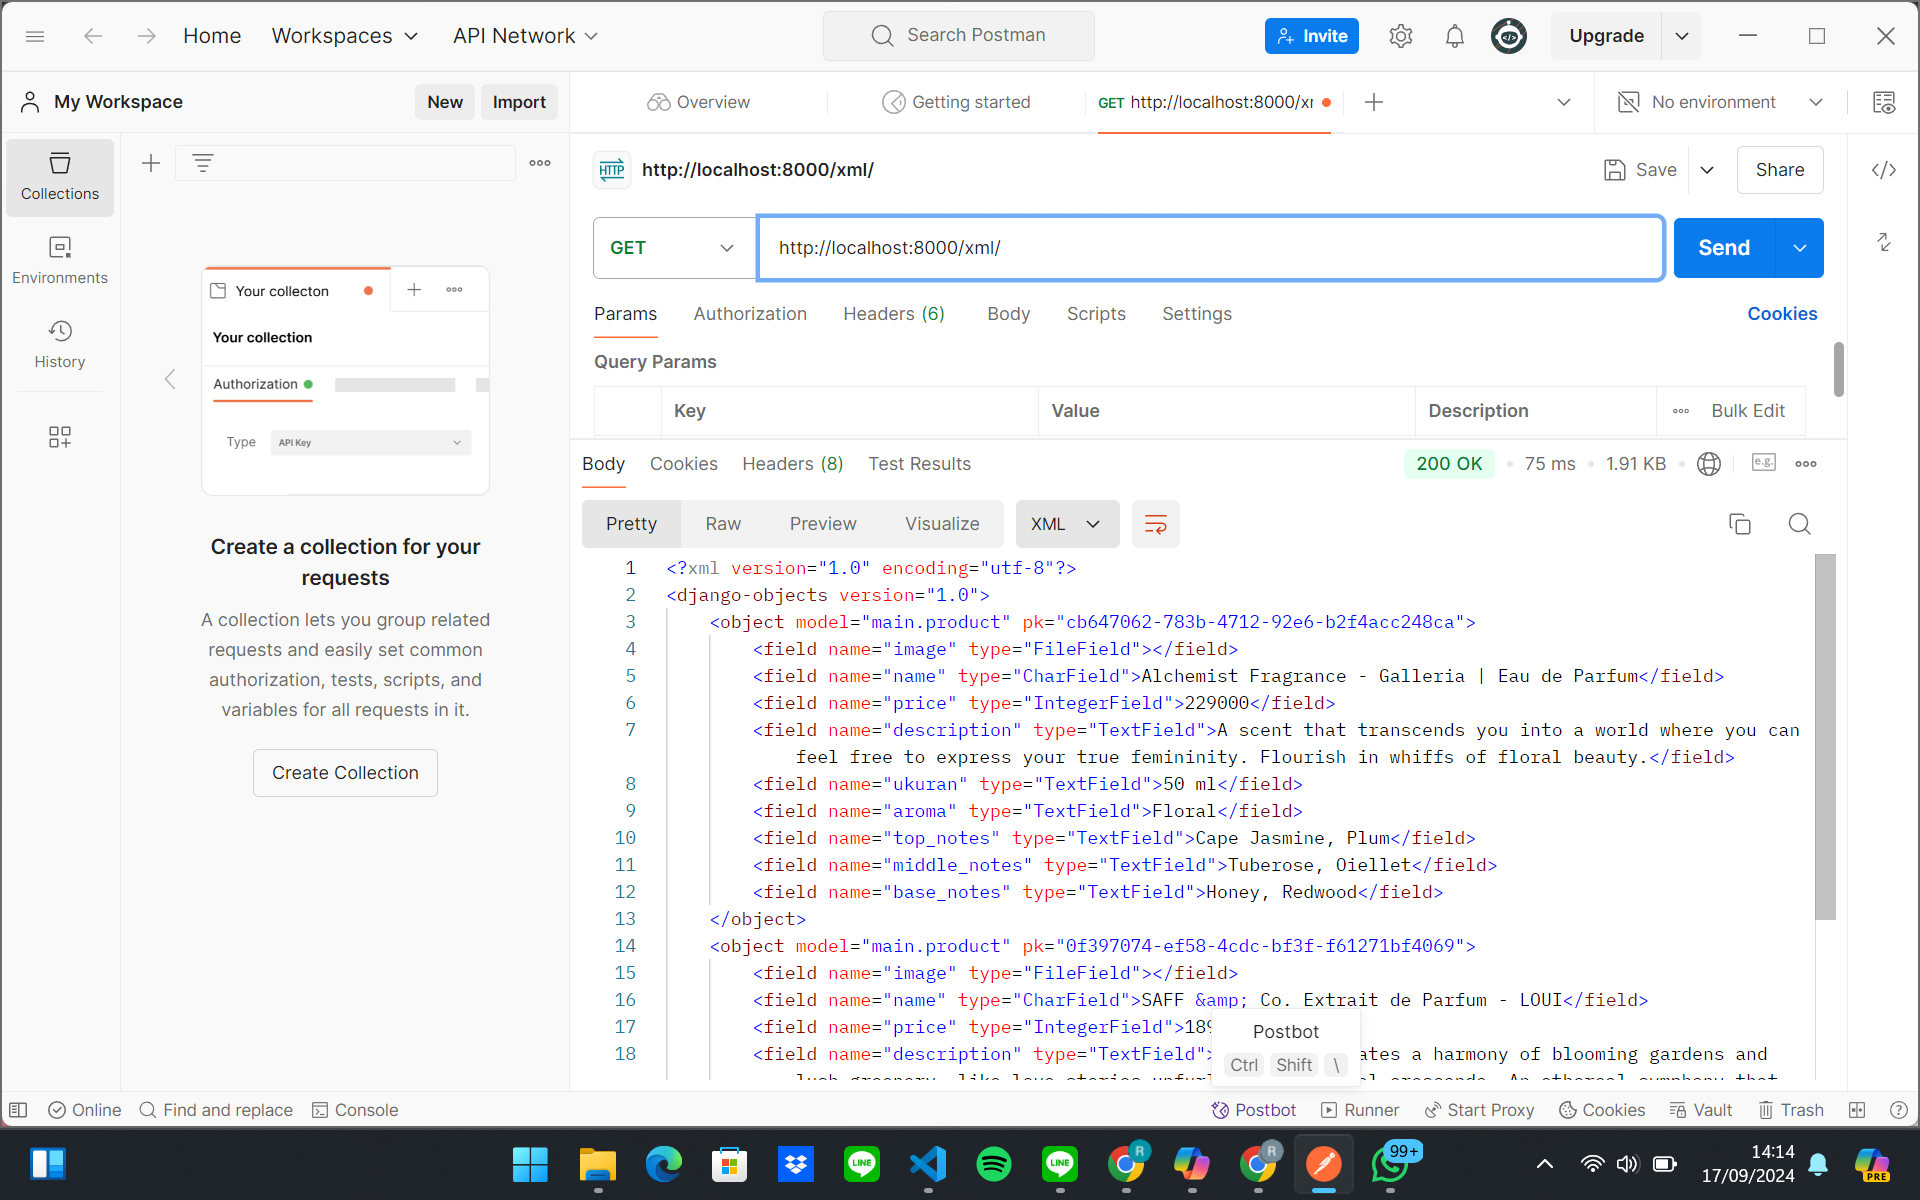 Home
Workspaces
API Network
Search Postman
Invite
Upgrade
My Workspace
New
Import
Overview
Getting started
GET http://localhost:8000/xr
No environment
Collections
Environments
History
Your collecton
Your collection
Authorization
Type
API Key
Create a collection for your
requests
A collection lets you group related
requests and easily set common
authorization, tests, scripts, and
variables for all requests in it.
Create Collection
HTTP
http://localhost:8000/xml/
Save
Share
GET
http://localhost:8000/xml/
Send
Params
Authorization
Headers (6)
Body
Scripts
Settings
Cookies
Query Params
Key
Value
Description
Bulk Edit
Body
Cookies
Headers (8)
Test Results
200 OK
75 ms
1.91 KB
e.g.
Pretty
Raw
Preview
Visualize
XML
1 <?xml version="1.0" encoding="utf-8"?>
2 <django-objects version="1.0">
3 <object model="main.product" pk="cb647062-783b-4712-92e6-b2f4acc248ca">
4 <field name="image" type="FileField"></field>
5 <field name="name" type="CharField">Alchemist Fragrance - Galleria | Eau de Parfum</field>
6 <field name="price" type="IntegerField">229000</field>
7 <field name="description" type="TextField">A scent that transcends you into a world where you can
feel free to express your true femininity. Flourish in whiffs of floral beauty.</field>
8 <field name="ukuran" type="TextField">50 ml</field>
9 <field name="aroma" type="TextField">Floral</field>
10 <field name="top_notes" type="TextField">Cape Jasmine, Plum</field>
11 <field name="middle_notes" type="TextField">Tuberose, Oiellet</field>
12 <field name="base_notes" type="TextField">Honey, Redwood</field>
13 </object>
14 <object model="main.product" pk="0f397074-ef58-4cdc-bf3f-f61271bf4069">
15 <field name="image" type="FileField"></field>
16 <field name="name" type="CharField">SAFF &amp; Co. Extrait de Parfum - LOUI</field>
17 <field name="price" type="IntegerField">189
18 <field name="description" type="TextField"> ates a harmony of blooming gardens and
Postbot
Ctrl Shift \
Online
Find and replace
Console
Postbot
Runner
Start Proxy
Cookies
Vault
Trash
LINE
LINE
R
R
99+
14:14
17/09/2024
PRE